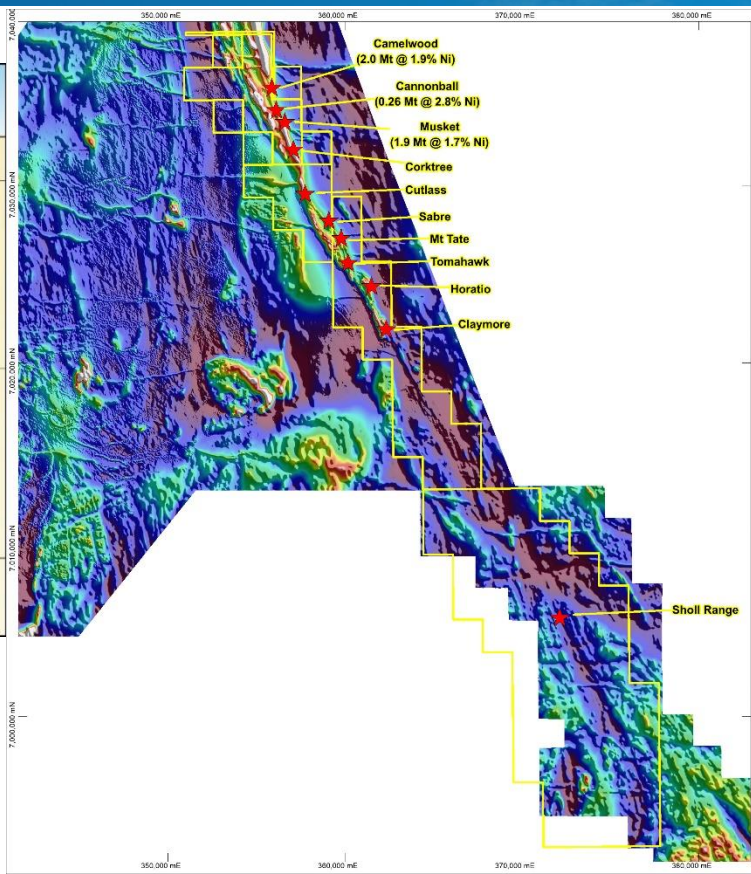 350,000 mE
360,000 mE
370,000 mE
380,000 mE
7,040,000 mN
Camelwood
(2.0 Mt @ 1.9% Ni)
Cannonball
(0.26 Mt @ 2.8% Ni)
Musket
(1.9 Mt @ 1.7% Ni)
Corktree
7,030,000 mN
Cutlass
Sabre
Mt Tate
Tomahawk
Horatio
Claymore
7,020,000 mN
7,010,000 mN
Sholl Range
7,000,000 mN
350,000 mE
360,000 mE
370,000 mE
380,000 mE